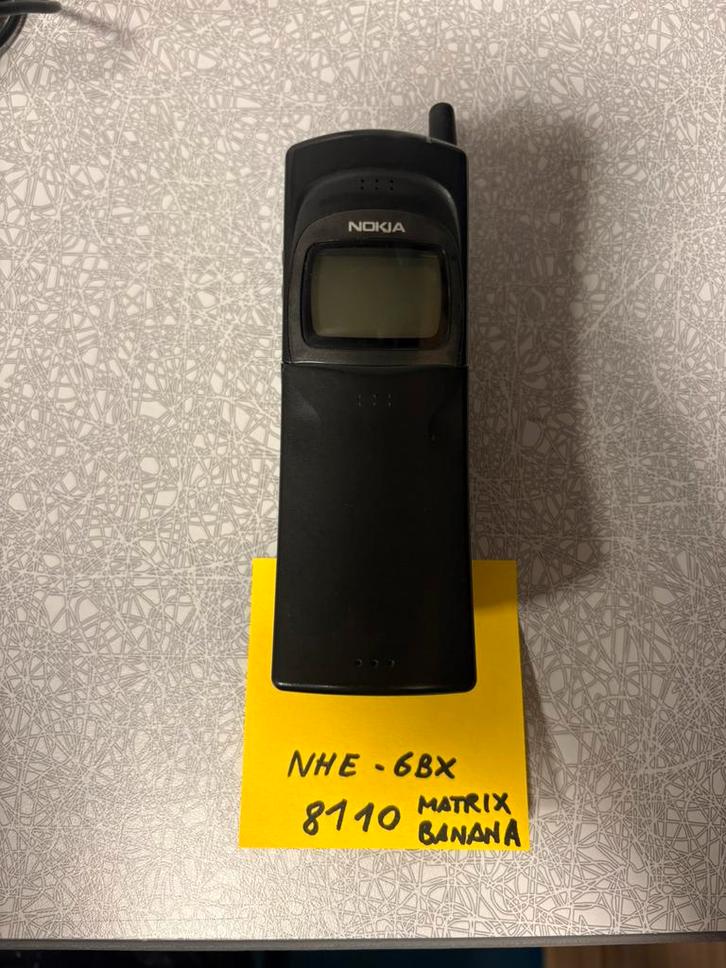 NOKIA
NHE - 6BX
8110 MATRIX
BANANA